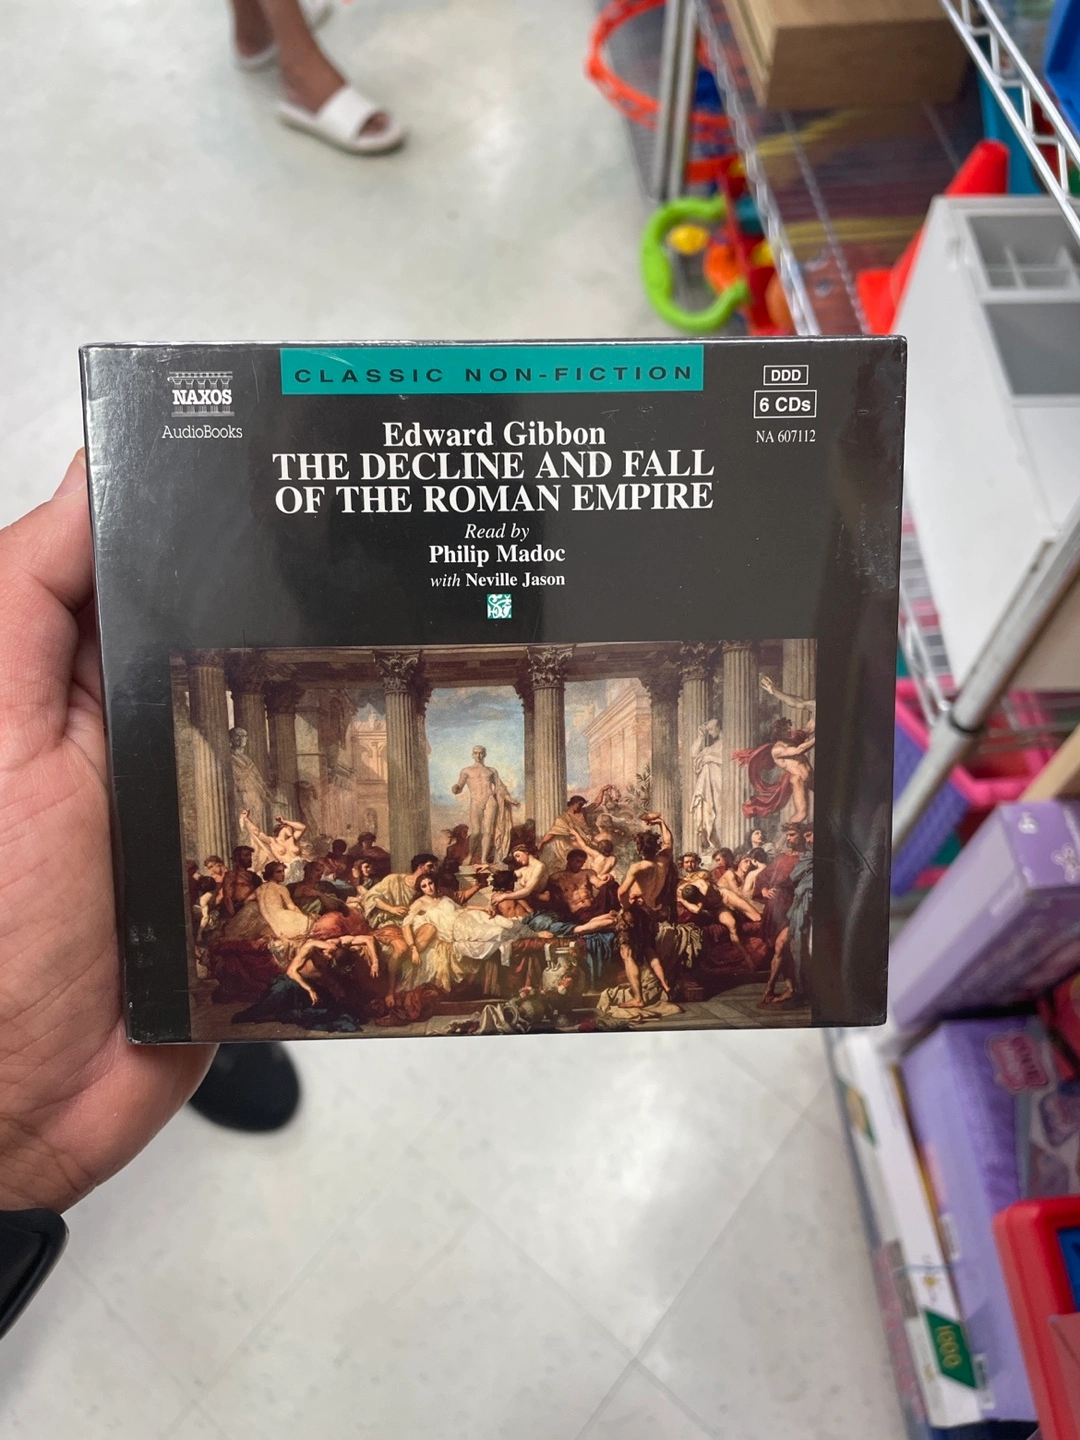 CLASSIC NON-FICTION
NAXOS
AudioBooks
DDD
6 CDs
NA 607112
Edward Gibbon
THE DECLINE AND FALL
OF THE ROMAN EMPIRE
Read by
Philip Madoc
with Neville Jason
1000